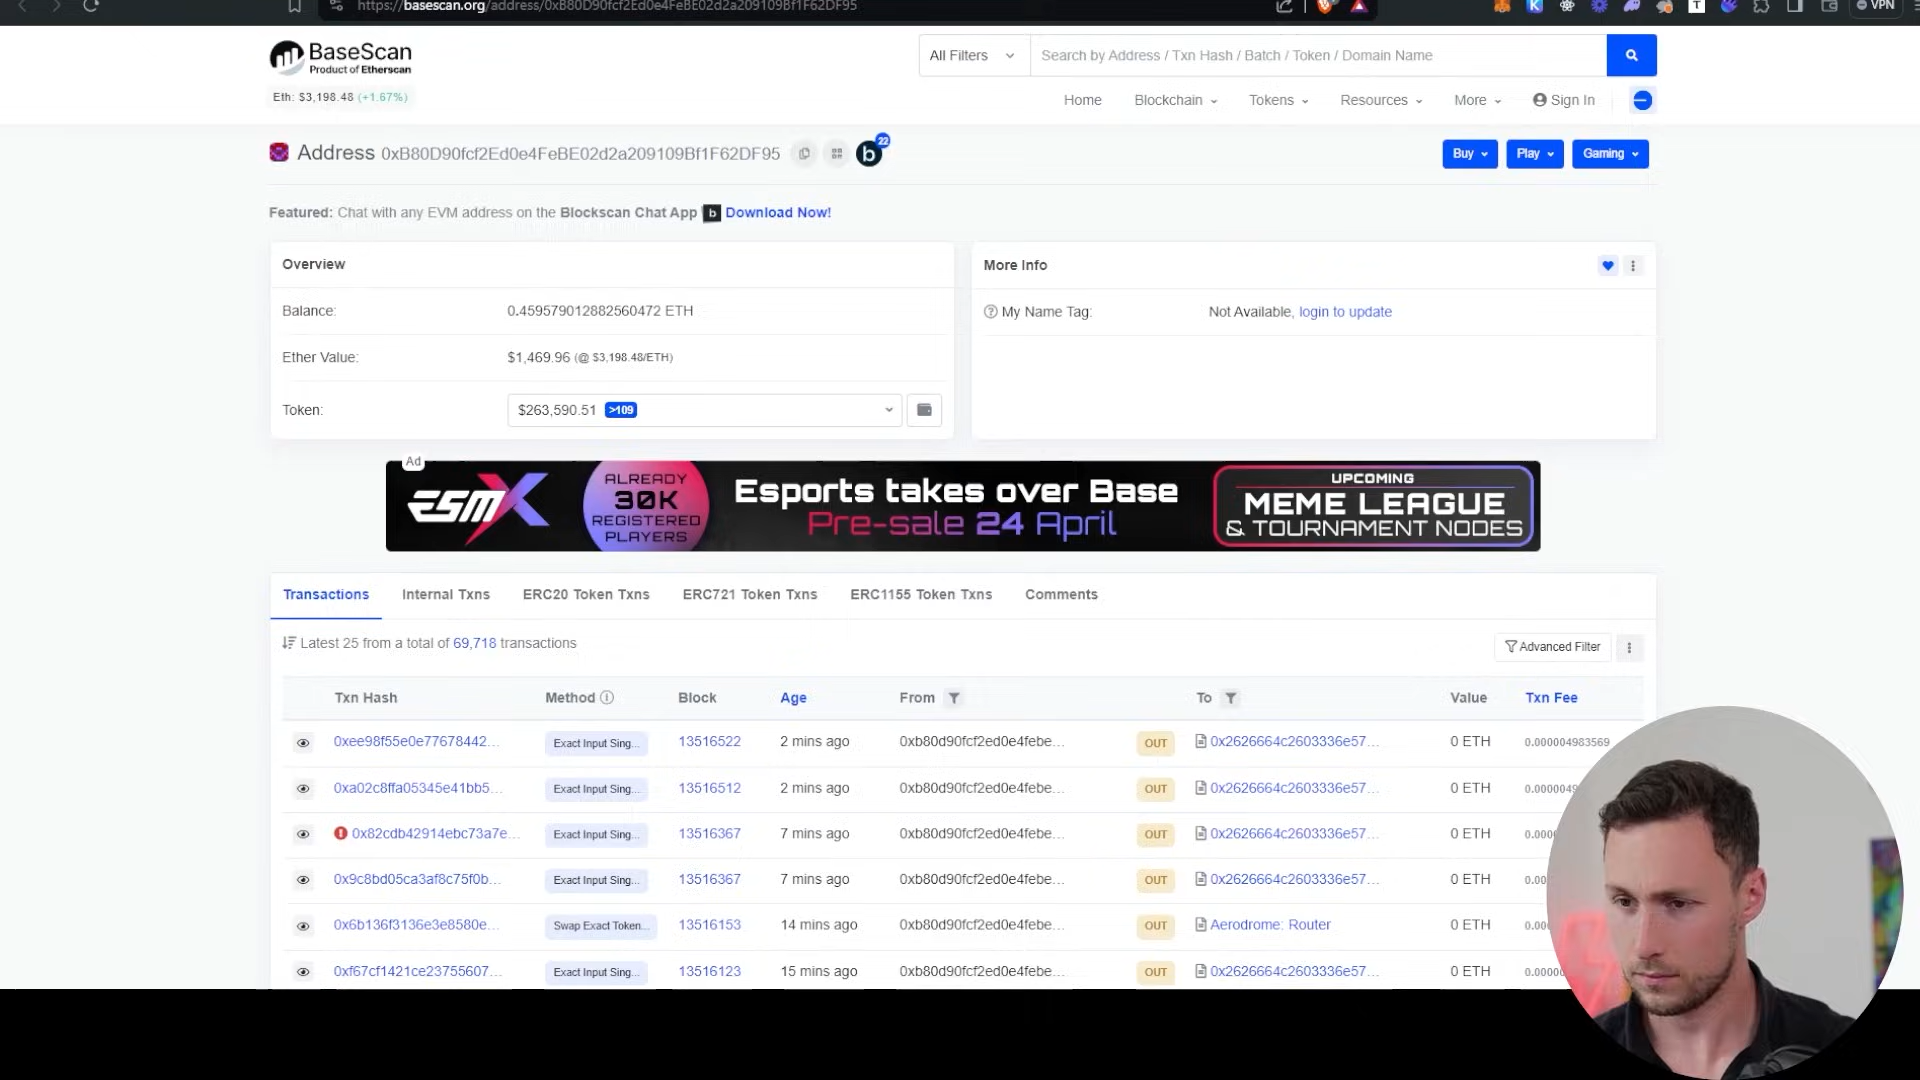 https://basescan.org/address/0xB80D90fcf2Ed0e4FeBE02d2a209109Bf1F62DF95
VPN
BaseScan
Product of Etherscan
All Filters
Search by Address / Txn Hash / Batch / Token / Domain Name
Eth: $3,198.48 (+1.67%)
Home
Blockchain
Tokens
Resources
More
Sign In
Address 0xB80D90fcf2Ed0e4FeBE02d2a209109Bf1F62DF95
b
22
Buy
Play
Gaming
Featured: Chat with any EVM address on the Blockscan Chat App b Download Now!
Overview
Balance:
0.459579012882560472 ETH
Ether Value:
$1,469.96 (@ $3,198.48/ETH)
Token:
$263,590.51 >109
More Info
My Name Tag:
Not Available, login to update
Ad
ESMX
ALREADY
30K
REGISTERED
PLAYERS
Esports takes over Base
Pre-sale 24 April
UPCOMING
MEME LEAGUE
& TOURNAMENT NODES
Transactions
Internal Txns
ERC20 Token Txns
ERC721 Token Txns
ERC1155 Token Txns
Comments
Latest 25 from a total of 69,718 transactions
Advanced Filter
Txn Hash Method Block Age From To Value Txn Fee
0xee98f55e0e77678442... Exact Input Sing... 13516522 2 mins ago 0xb80d90fcf2ed0e4febe... OUT 0x2626664c2603336e57... 0 ETH 0.000004983569
0xa02c8ffa05345e41bb5... Exact Input Sing... 13516512 2 mins ago 0xb80d90fcf2ed0e4febe... OUT 0x2626664c2603336e57... 0 ETH
0x82cdb42914ebc73a7e... Exact Input Sing... 13516367 7 mins ago 0xb80d90fcf2ed0e4febe... OUT 0x2626664c2603336e57... 0 ETH
0x9c8bd05ca3af8c75f0b... Exact Input Sing... 13516367 7 mins ago 0xb80d90fcf2ed0e4febe... OUT 0x2626664c2603336e57... 0 ETH
0x6b136f3136e3e8580e... Swap Exact Token... 13516153 14 mins ago 0xb80d90fcf2ed0e4febe... OUT Aerodrome: Router 0 ETH
0xf67cf1421ce23755607... Exact Input Sing... 13516123 15 mins ago 0xb80d90fcf2ed0e4febe... OUT 0x2626664c2603336e57... 0 ETH